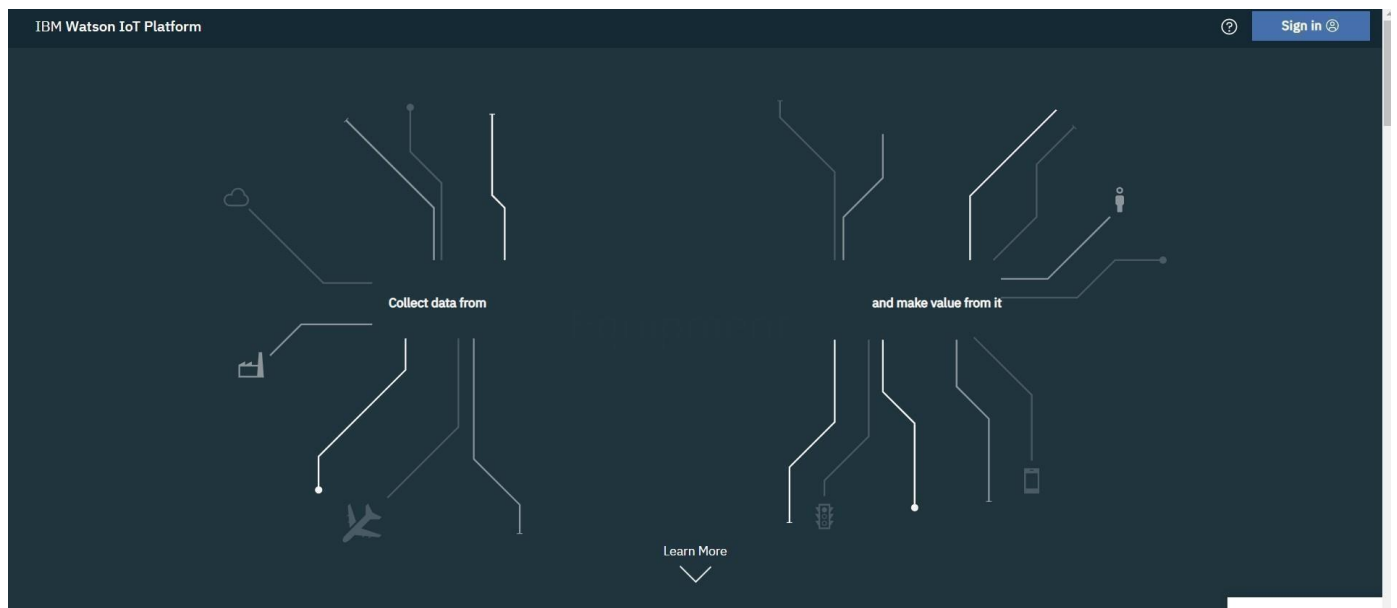 IBM Watson IoT Platform
Sign in
Collect data from
and make value from it
Learn More